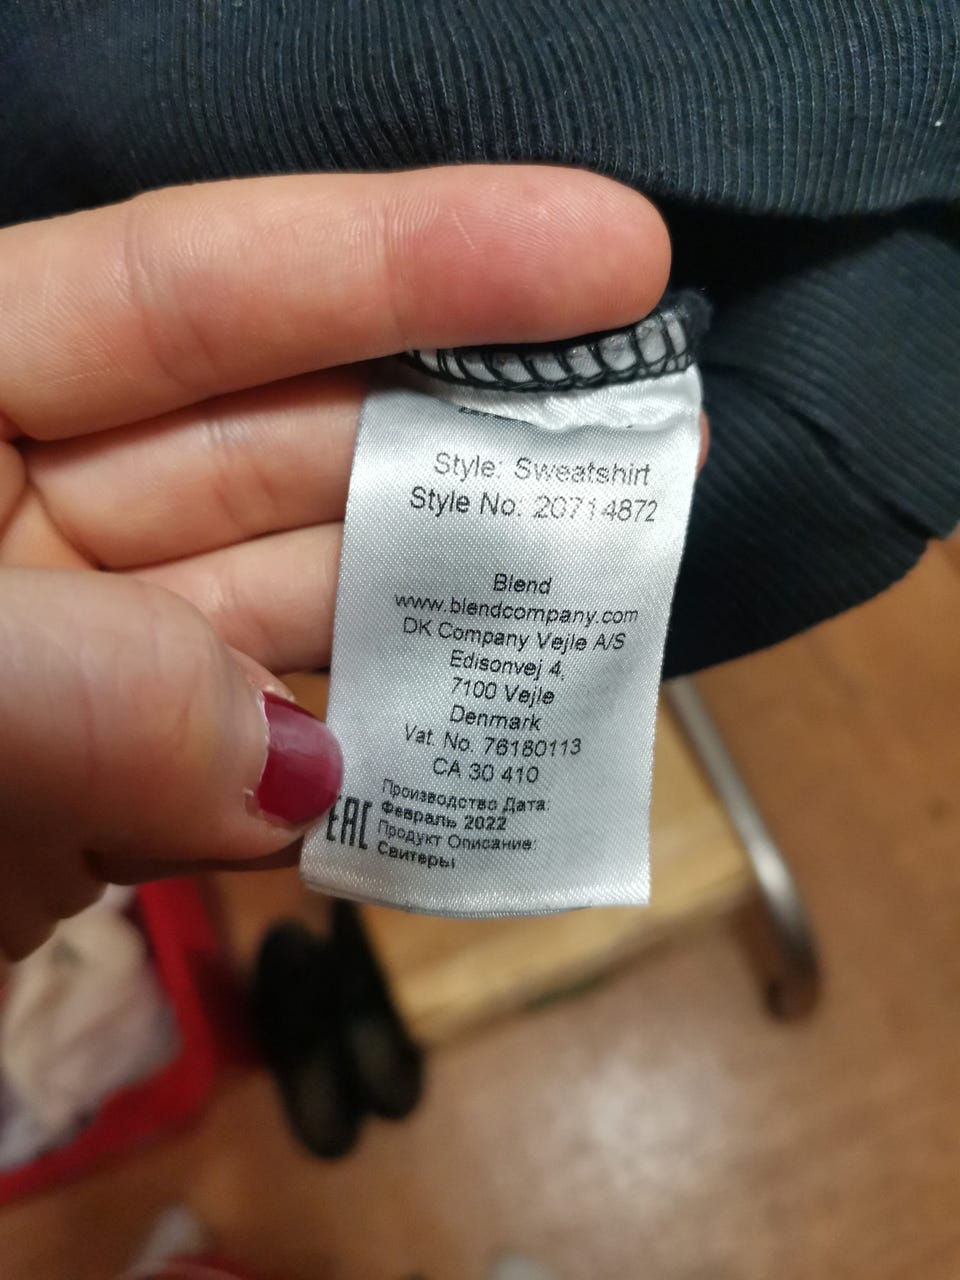 Style: Sweatshirt
Style No: 20714872
Blend
www.blendcompany.com
DK Company Vejle A/S
Edisonvej 4,
7100 Vejle
Denmark
Vat. No. 76180113
CA 30 410
EAC
Производство Дата:
Февраль 2022
Продукт Описание:
Свитеры